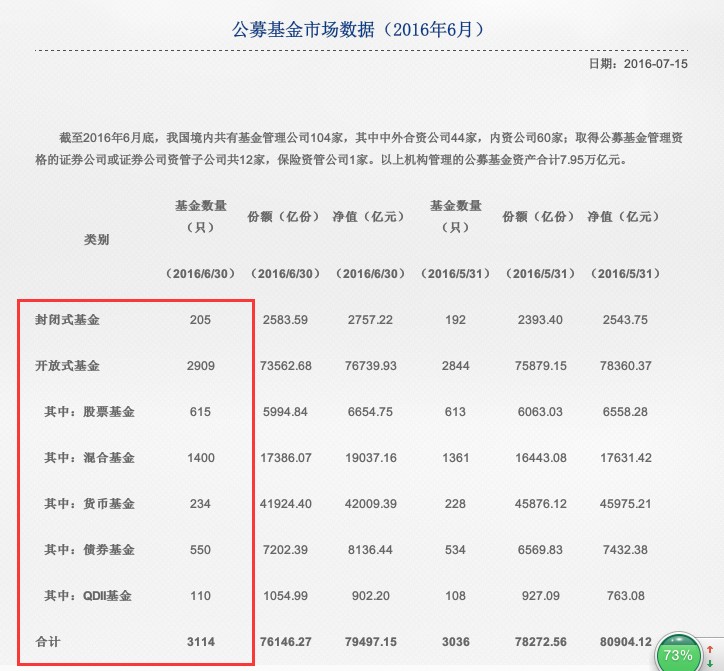 公募基金市场数据（2016年6月）
日期：2016-07-15
截至2016年6月底，我国境内共有基金管理公司104家，其中中外合资公司44家，内资公司60家；取得公募基金管理资
格的证券公司或证券公司资管子公司共12家，保险资管公司1家。以上机构管理的公募基金资产合计7.95万亿元。
类别 基金数量（只） 份额（亿份） 净值（亿元） 基金数量（只） 份额（亿份） 净值（亿元）
（2016/6/30） （2016/6/30） （2016/6/30） （2016/5/31） （2016/5/31） （2016/5/31）
封闭式基金 205 2583.59 2757.22 192 2393.40 2543.75
开放式基金 2909 73562.68 76739.93 2844 75879.15 78360.37
其中：股票基金 615 5994.84 6654.75 613 6063.03 6558.28
其中：混合基金 1400 17386.07 19037.16 1361 16443.08 17631.42
其中：货币基金 234 41924.40 42009.39 228 45876.12 45975.21
其中：债券基金 550 7202.39 8136.44 534 6569.83 7432.38
其中：QDII基金 110 1054.99 902.20 108 927.09 763.08
合计 3114 76146.27 79497.15 3036 78272.56 80904.12
73%